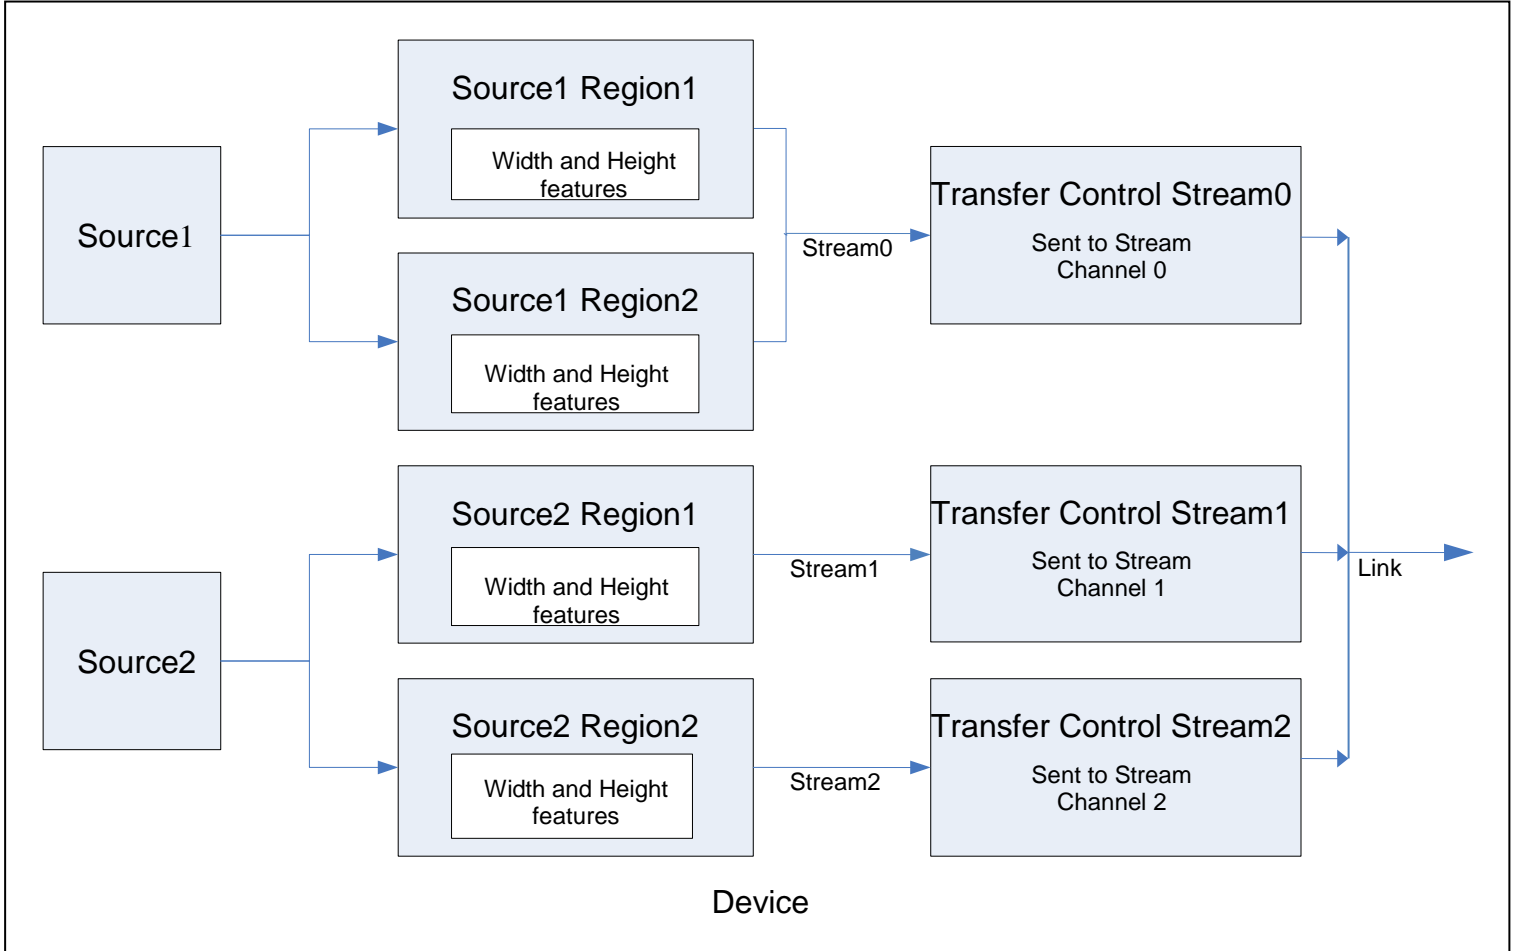 Source1
Source1 Region1
Width and Height
features
Source1 Region2
Width and Height
features
Stream0
Transfer Control Stream0
Sent to Stream
Channel 0
Source2
Source2 Region1
Width and Height
features
Stream1
Transfer Control Stream1
Sent to Stream
Channel 1
Link
Source2 Region2
Width and Height
features
Stream2
Transfer Control Stream2
Sent to Stream
Channel 2
Device